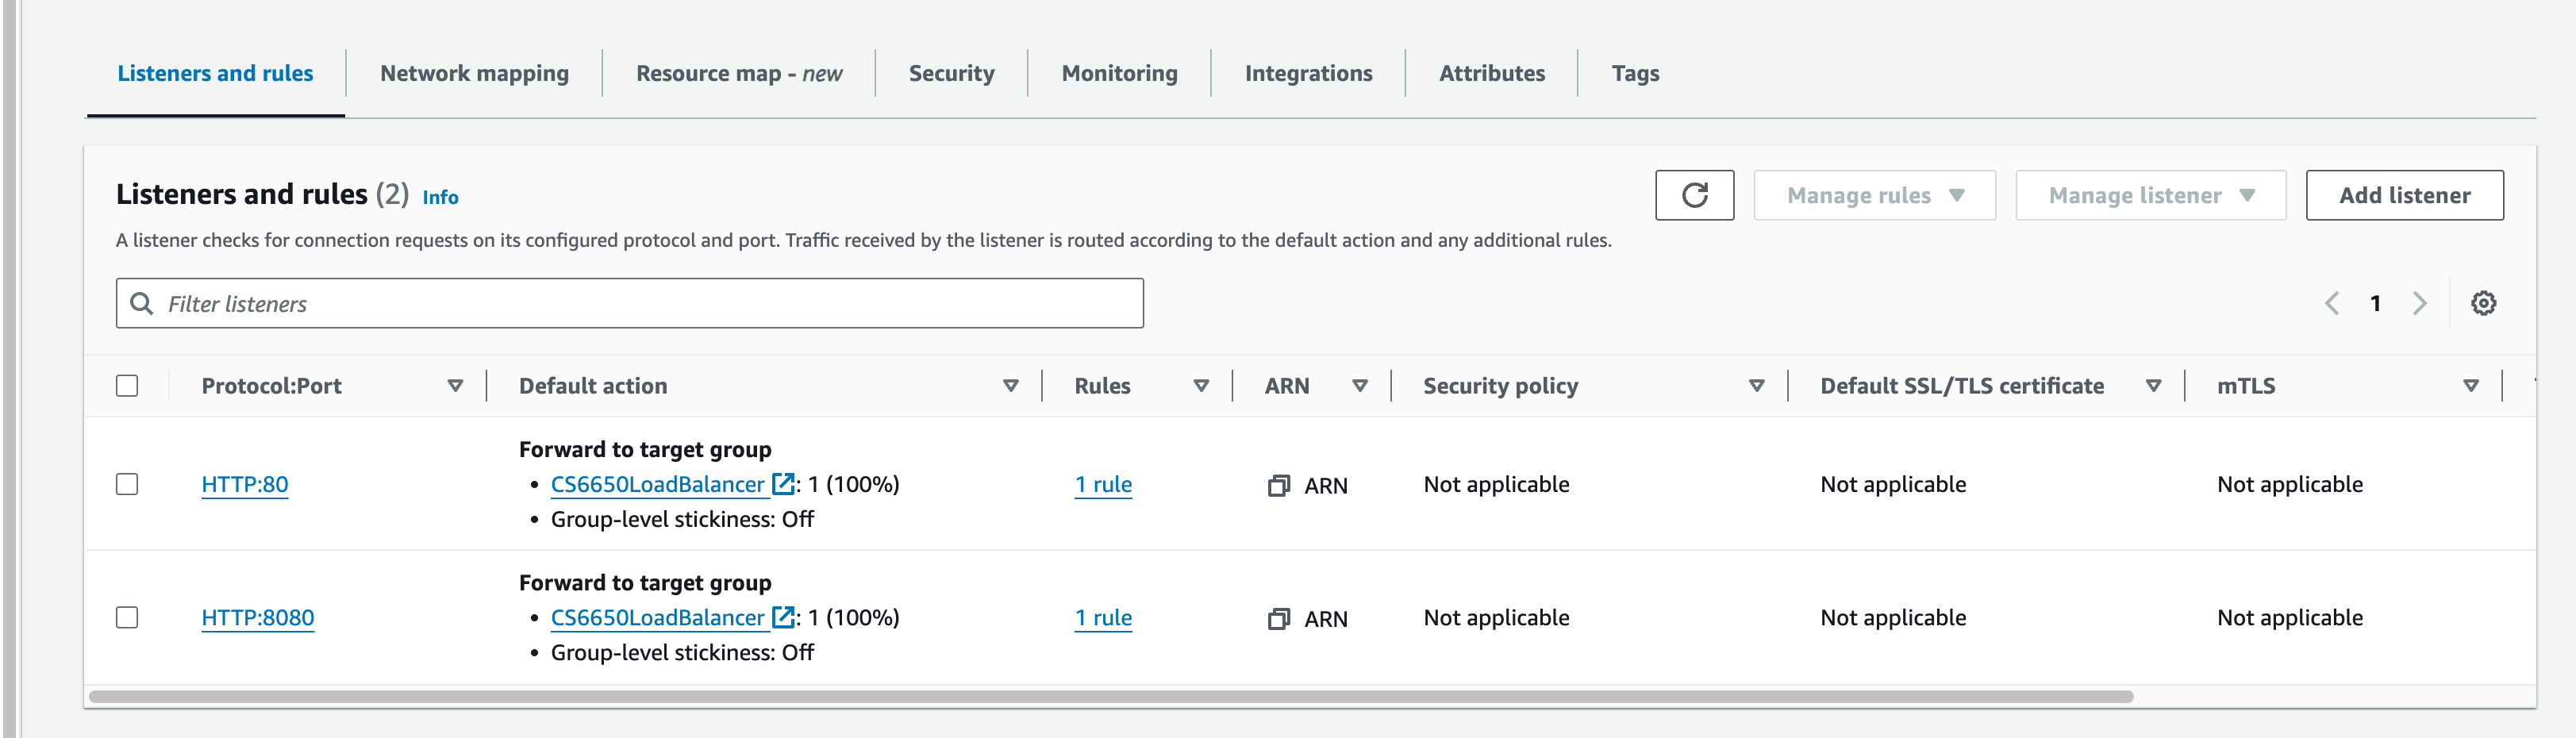 Listeners and rules
Network mapping
Resource map - new
Security
Monitoring
Integrations
Attributes
Tags
Listeners and rules (2) Info
Manage rules
Manage listener
Add listener
A listener checks for connection requests on its configured protocol and port. Traffic received by the listener is routed according to the default action and any additional rules.
Filter listeners
1
Protocol:Port Default action Rules ARN Security policy Default SSL/TLS certificate mTLS
Forward to target group
HTTP:80 • CS6650LoadBalancer : 1 (100%) 1 rule ARN Not applicable Not applicable Not applicable
• Group-level stickiness: Off
Forward to target group
HTTP:8080 • CS6650LoadBalancer : 1 (100%) 1 rule ARN Not applicable Not applicable Not applicable
• Group-level stickiness: Off